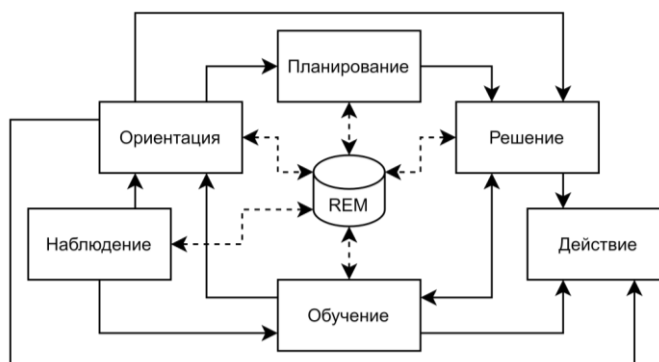 Планирование
Ориентация
Решение
REM
Наблюдение
Действие
Обучение